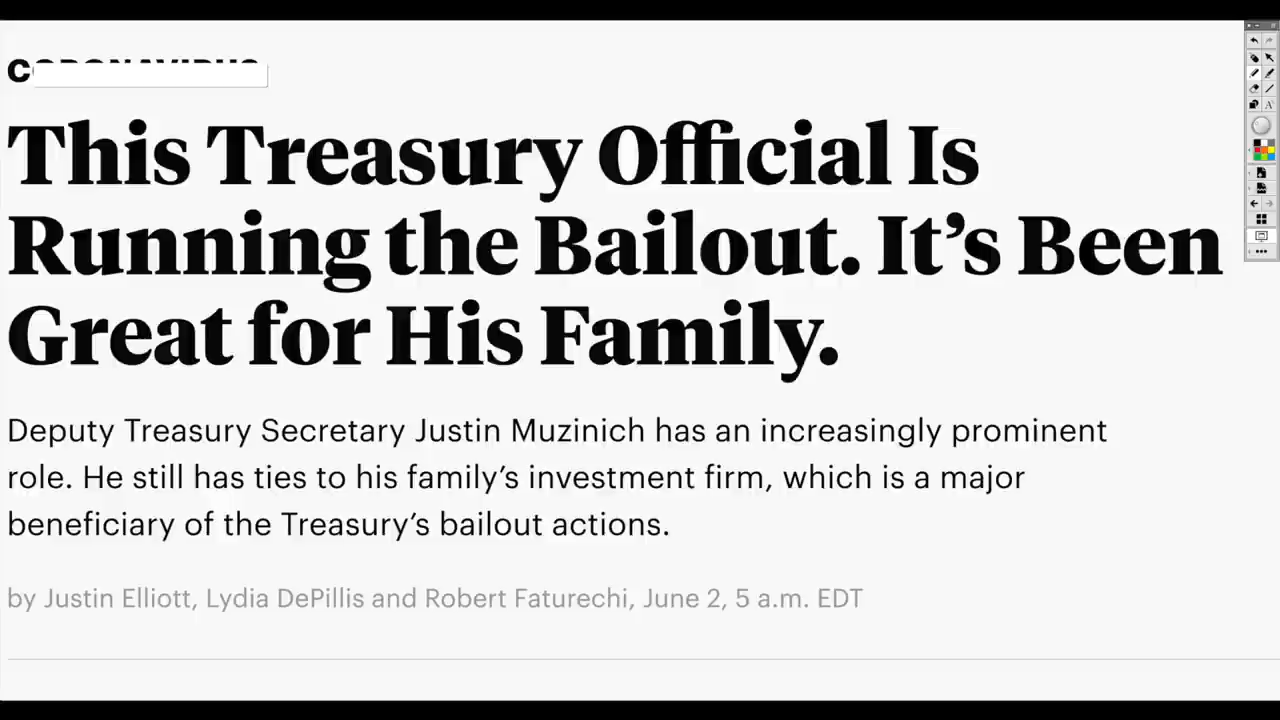 CORONAVIRUS
This Treasury Official Is
Running the Bailout. It’s Been
Great for His Family.
Deputy Treasury Secretary Justin Muzinich has an increasingly prominent
role. He still has ties to his family’s investment firm, which is a major
beneficiary of the Treasury’s bailout actions.
by Justin Elliott, Lydia DePillis and Robert Faturechi, June 2, 5 a.m. EDT